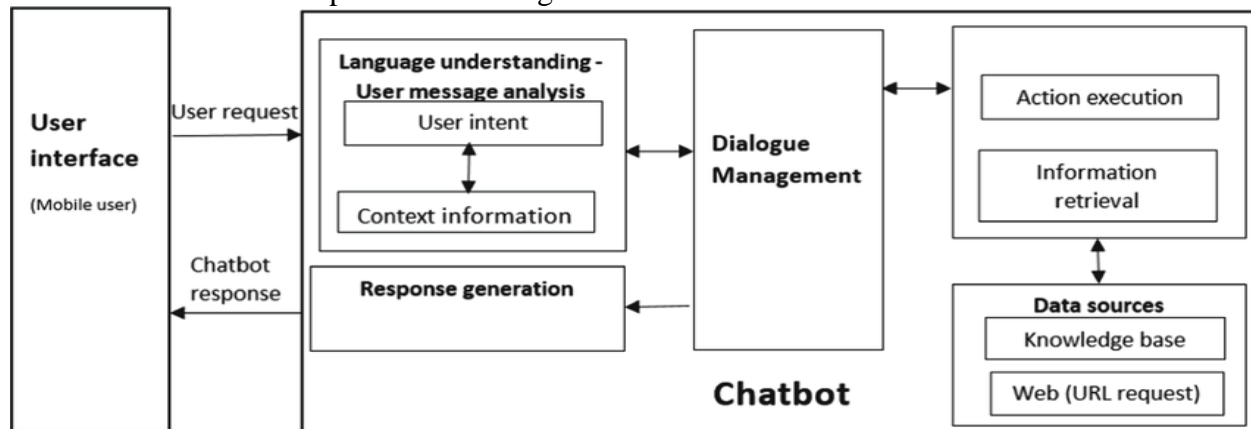 User
interface
(Mobile user)
User request
Chatbot
response
Language understanding -
User message analysis
User intent
Context information
Response generation
Dialogue
Management
Action execution
Information
retrieval
Data sources
Knowledge base
Web (URL request)
Chatbot